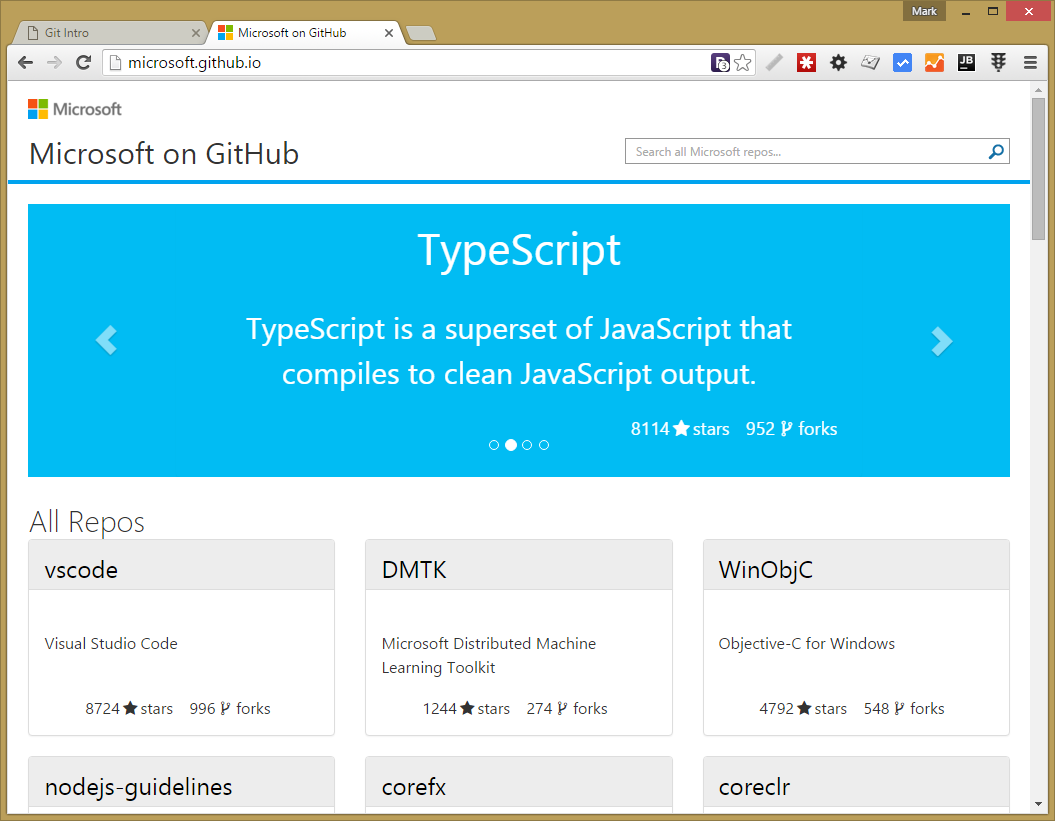 Mark
Git Intro
Microsoft on GitHub
microsoft.github.io
3
JB
Microsoft
Microsoft on GitHub
Search all Microsoft repos...
TypeScript
TypeScript is a superset of JavaScript that
compiles to clean JavaScript output.
8114 stars 952 forks
All Repos
vscode
Visual Studio Code
8724 stars 996 forks
DMTK
Microsoft Distributed Machine
Learning Toolkit
1244 stars 274 forks
WinObjC
Objective-C for Windows
4792 stars 548 forks
nodejs-guidelines
corefx
coreclr